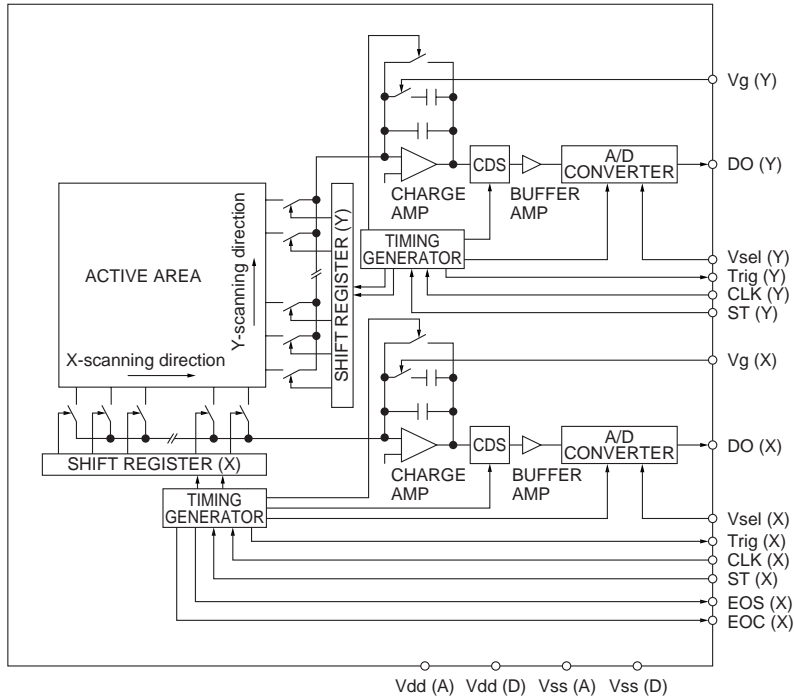 Vg (Y)
CDS
A/D
CONVERTER
DO (Y)
CHARGE
AMP
BUFFER
AMP
TIMING
GENERATOR
Vsel (Y)
Trig (Y)
CLK (Y)
ST (Y)
ACTIVE AREA
Y-scanning direction
X-scanning direction
SHIFT REGISTER (Y)
Vg (X)
CDS
A/D
CONVERTER
DO (X)
CHARGE
AMP
BUFFER
AMP
SHIFT REGISTER (X)
TIMING
GENERATOR
Vsel (X)
Trig (X)
CLK (X)
ST (X)
EOS (X)
EOC (X)
Vdd (A)
Vdd (D)
Vss (A)
Vss (D)